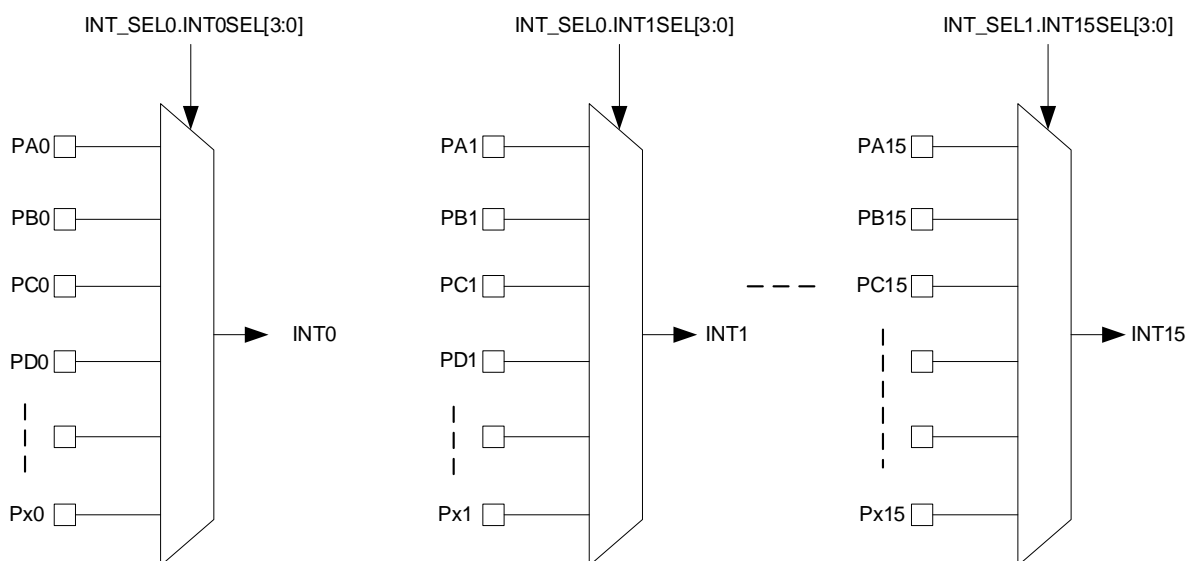 INT_SEL0.INT0SEL[3:0]
INT_SEL0.INT1SEL[3:0]
INT_SEL1.INT15SEL[3:0]
PA0
PB0
PC0
PD0
Px0
INT0
PA1
PB1
PC1
PD1
Px1
INT1
PA15
PB15
PC15
Px15
INT15